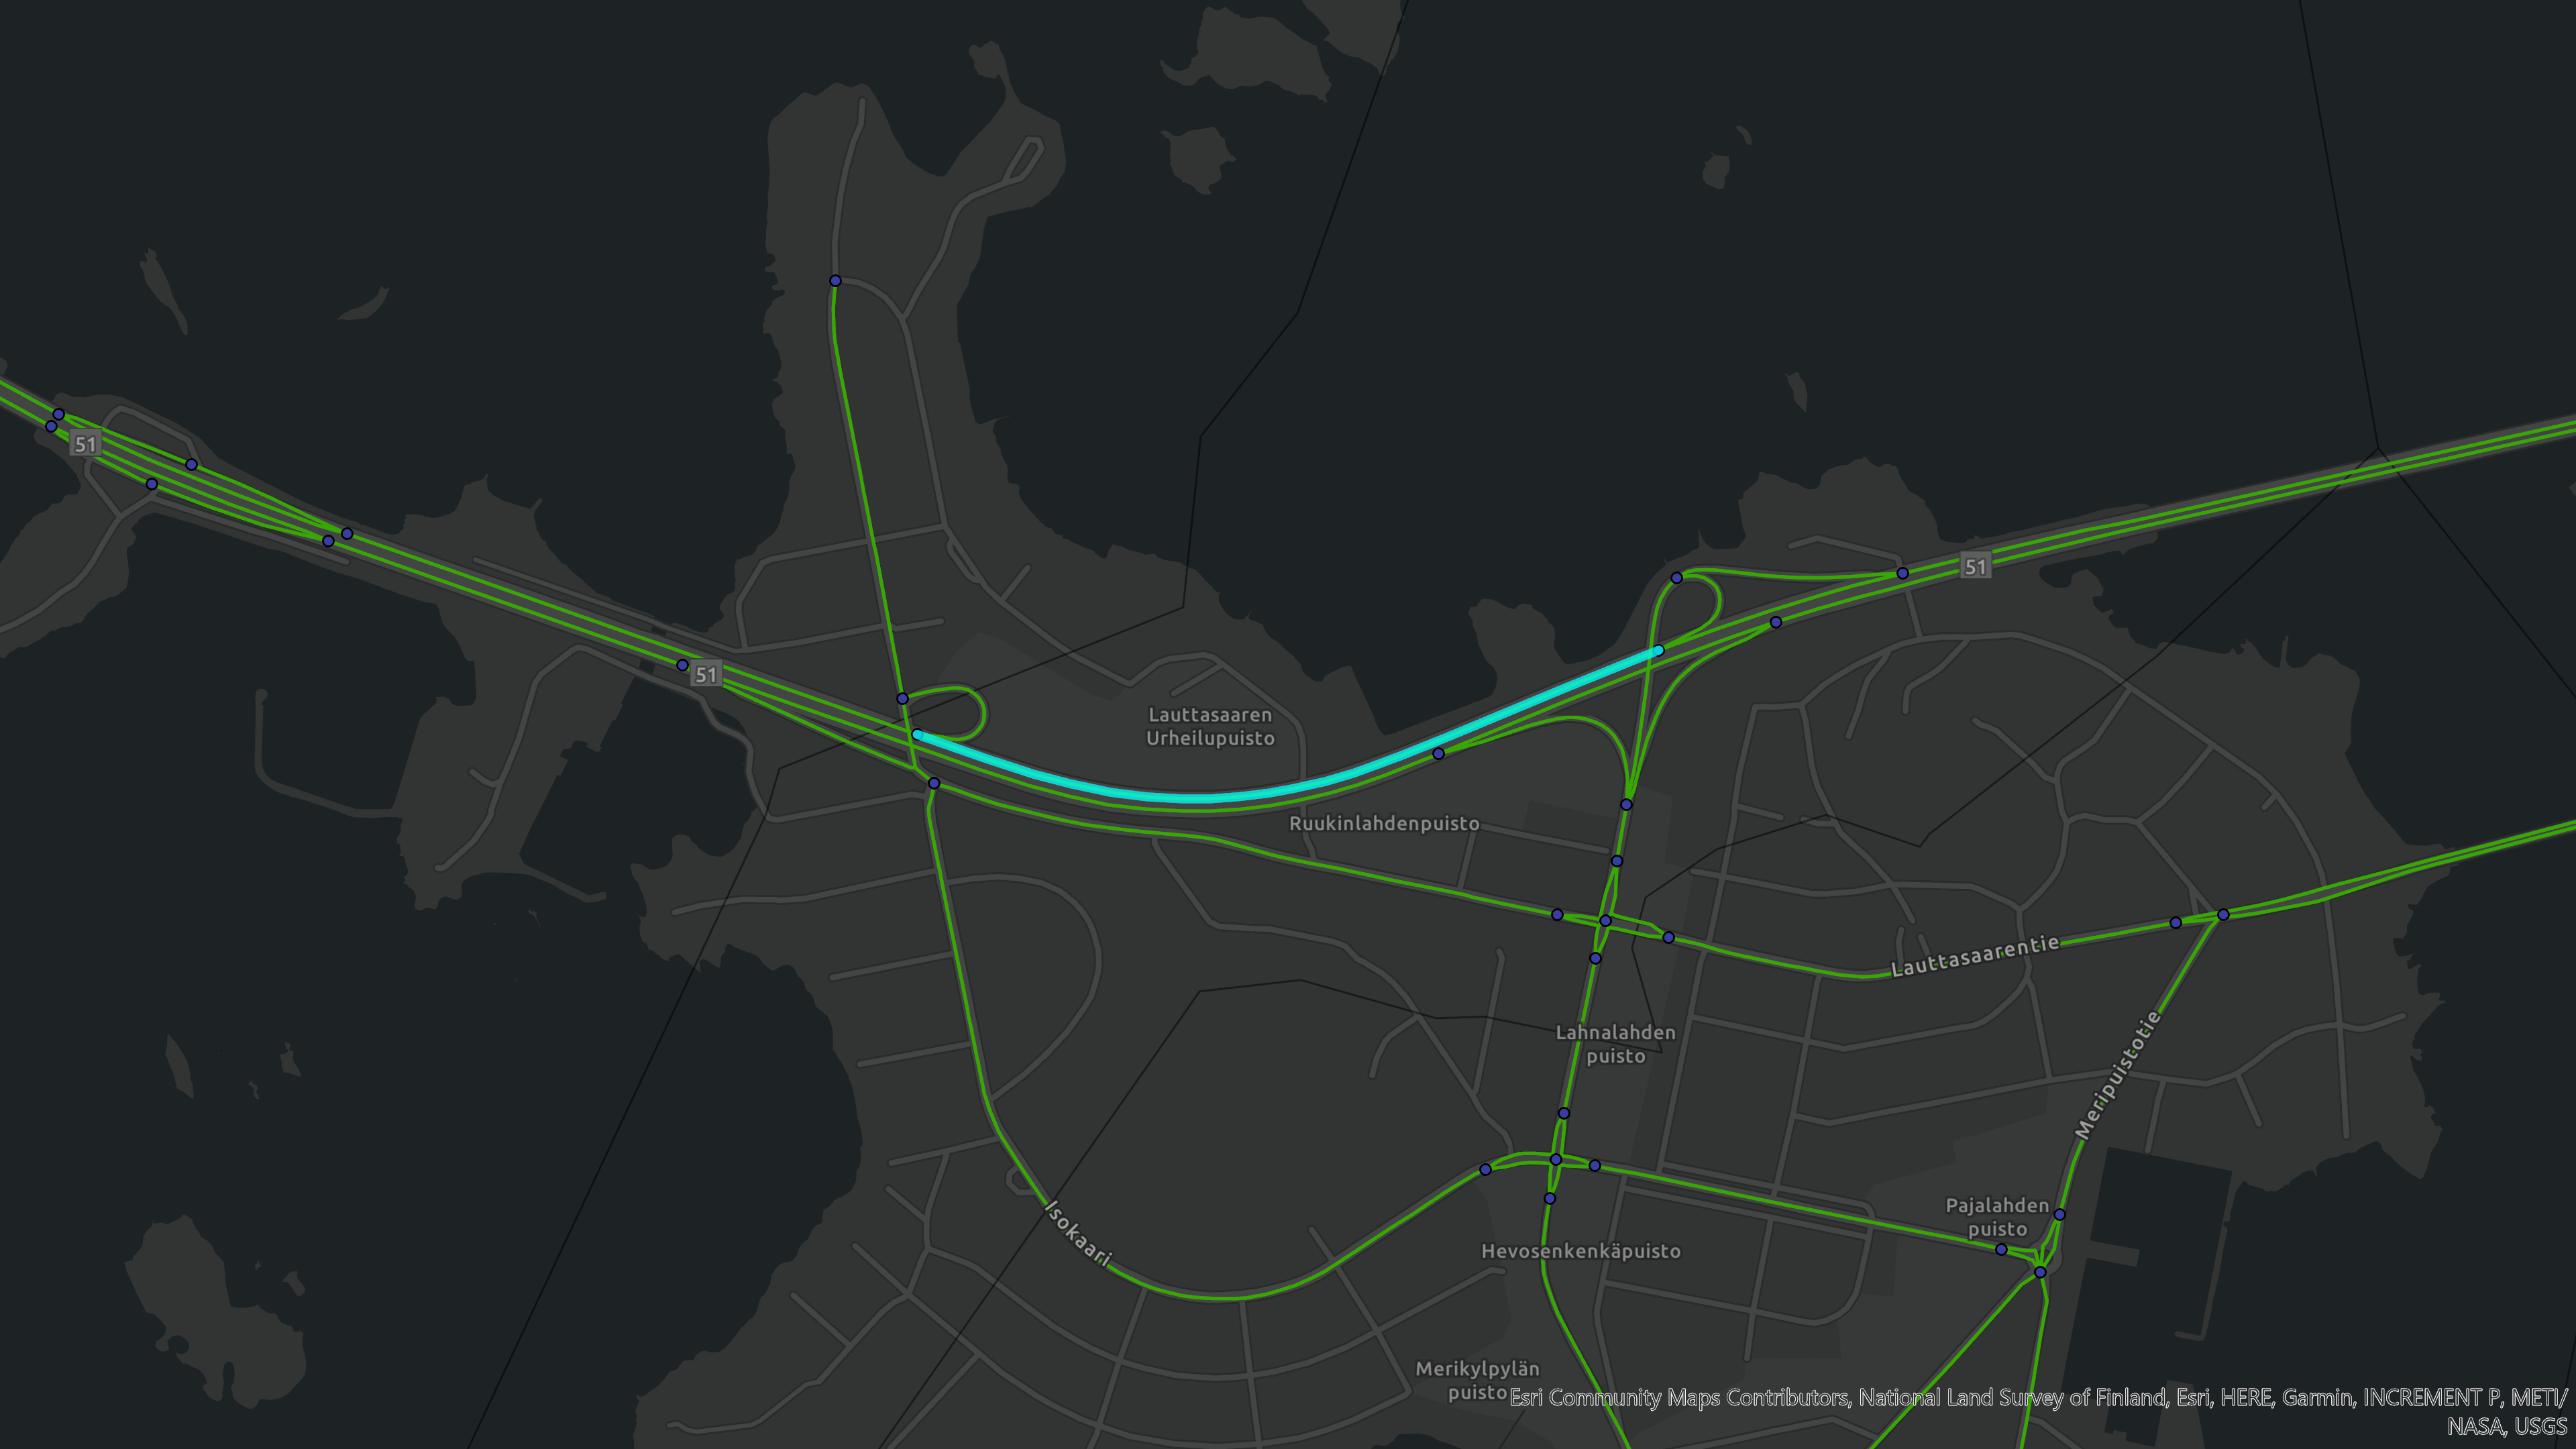 51
51
51
Lauttasaaren
Urheilupuisto
Ruukinlahdenpuisto
Lauttasaarentie
Lahnalahden
puisto
Meripuistotie
Isokaari
Pajalahden
puisto
Hevosenkenkäpuisto
Merikylpylän
puisto
Esri Community Maps Contributors, National Land Survey of Finland, Esri, HERE, Garmin, INCREMENT P, METI/
NASA, USGS